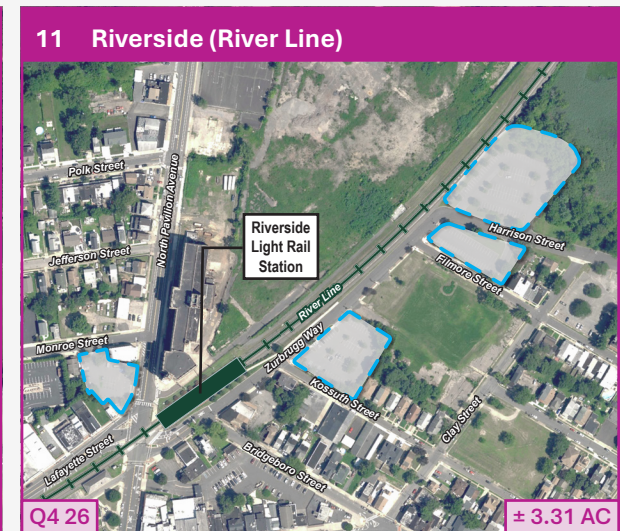 11 Riverside (River Line)
Polk Street
North Pavilion Avenue
Jefferson Street
Riverside
Light Rail
Station
Harrison Street
Filmore Street
River Line
Monroe Street
Zurbrugg Way
Kossuth Street
Clay Street
Lafayette Street
Bridgeboro Street
Q4 26
± 3.31 AC